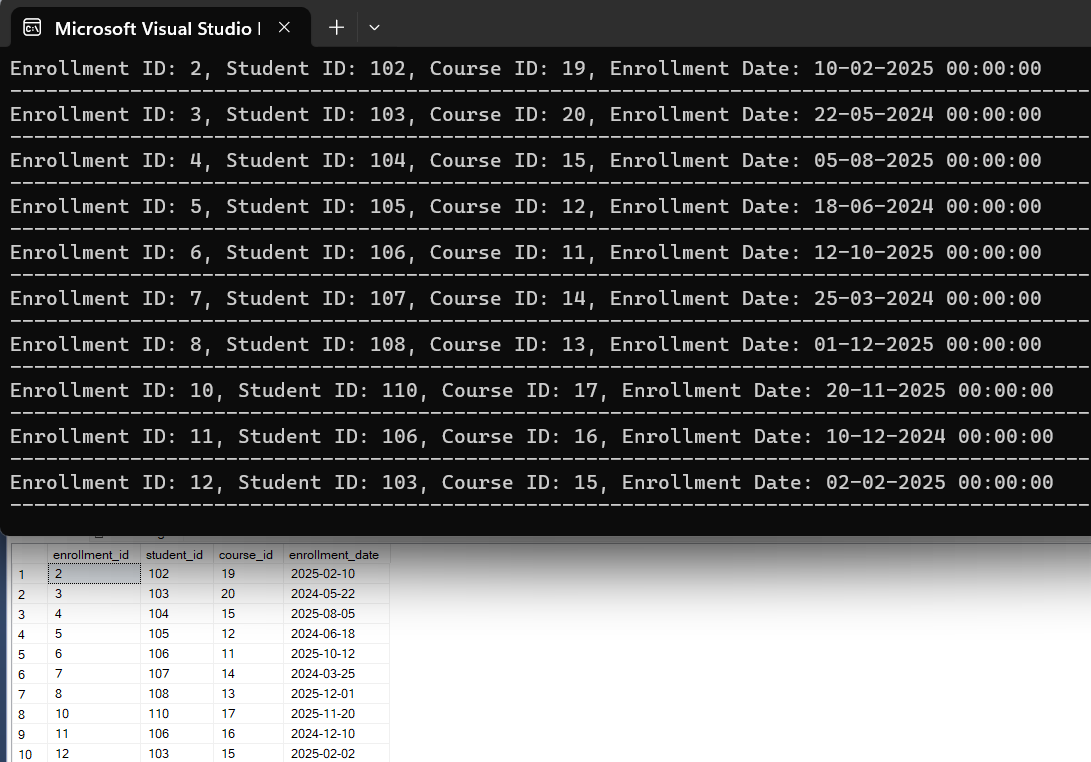 Microsoft Visual Studio
Enrollment ID: 2, Student ID: 102, Course ID: 19, Enrollment Date: 10-02-2025 00:00:00
Enrollment ID: 3, Student ID: 103, Course ID: 20, Enrollment Date: 22-05-2024 00:00:00
Enrollment ID: 4, Student ID: 104, Course ID: 15, Enrollment Date: 05-08-2025 00:00:00
Enrollment ID: 5, Student ID: 105, Course ID: 12, Enrollment Date: 18-06-2024 00:00:00
Enrollment ID: 6, Student ID: 106, Course ID: 11, Enrollment Date: 12-10-2025 00:00:00
Enrollment ID: 7, Student ID: 107, Course ID: 14, Enrollment Date: 25-03-2024 00:00:00
Enrollment ID: 8, Student ID: 108, Course ID: 13, Enrollment Date: 01-12-2025 00:00:00
Enrollment ID: 10, Student ID: 110, Course ID: 17, Enrollment Date: 20-11-2025 00:00:00
Enrollment ID: 11, Student ID: 106, Course ID: 16, Enrollment Date: 10-12-2024 00:00:00
Enrollment ID: 12, Student ID: 103, Course ID: 15, Enrollment Date: 02-02-2025 00:00:00
enrollment_id student_id course_id enrollment_date
1 2 102 19 2025-02-10
2 3 103 20 2024-05-22
3 4 104 15 2025-08-05
4 5 105 12 2024-06-18
5 6 106 11 2025-10-12
6 7 107 14 2024-03-25
7 8 108 13 2025-12-01
8 10 110 17 2025-11-20
9 11 106 16 2024-12-10
10 12 103 15 2025-02-02